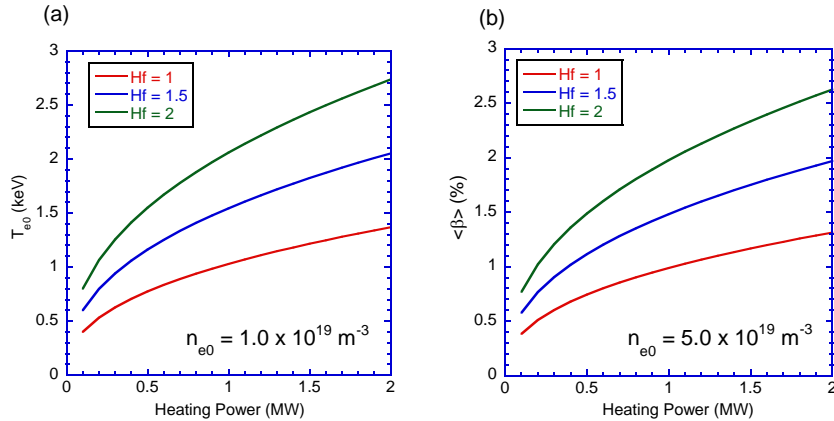 (a)
3
2.5
2
1.5
1
0.5
0
0 0.5 1 1.5 2
T_e0 (keV)
Hf = 1
Hf = 1.5
Hf = 2
n_e0 = 1.0 x 10^19 m^-3
Heating Power (MW)
(b)
3
2.5
2
1.5
1
0.5
0
0 0.5 1 1.5 2
<β> (%)
Hf = 1
Hf = 1.5
Hf = 2
n_e0 = 5.0 x 10^19 m^-3
Heating Power (MW)